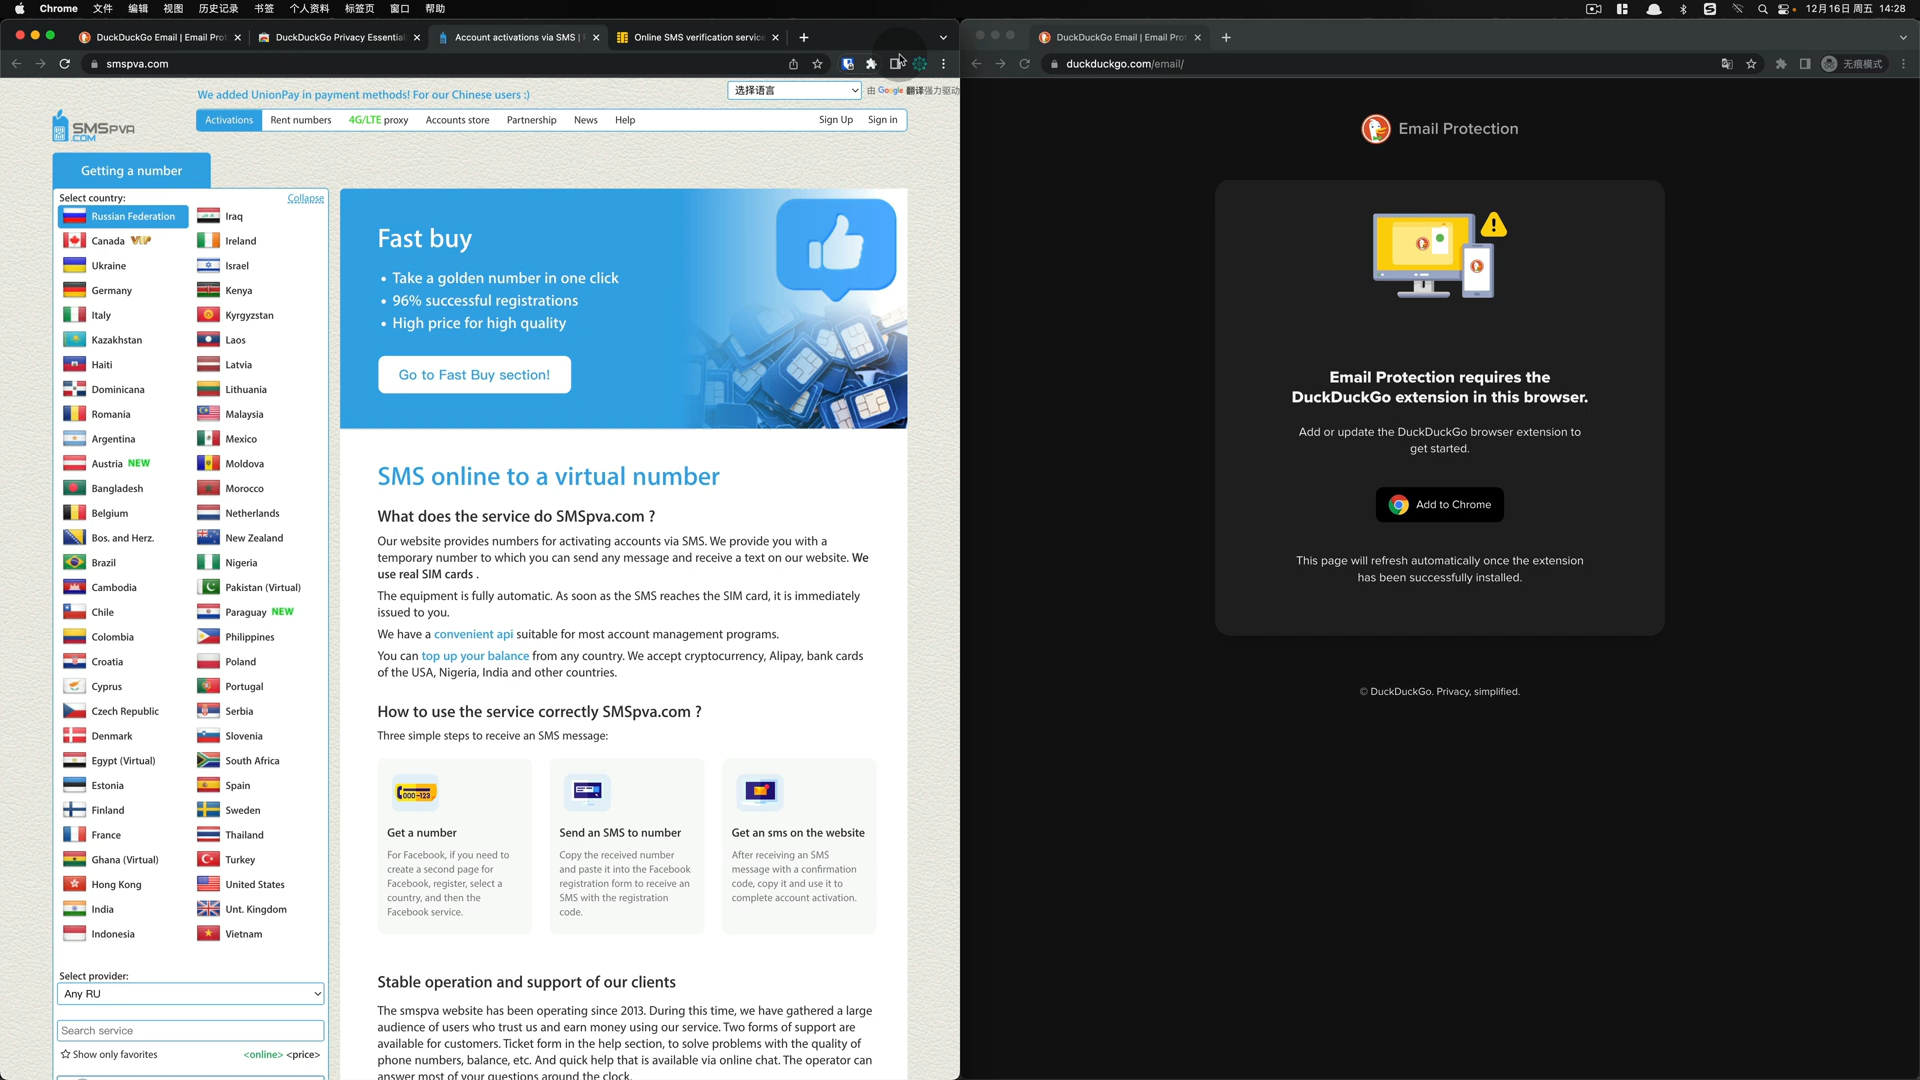 Chrome 文件 编辑 视图 历史记录 书签 个人资料 标签页 窗口 帮助
12月16日 周五 14:28
DuckDuckGo Email | Email Prot
DuckDuckGo Privacy Essential
Account activations via SMS |
Online SMS verification service
smspva.com
DuckDuckGo Email | Email Prot
duckduckgo.com/email/
无痕模式
We added UnionPay in payment methods! For our Chinese users :)
选择语言
由 Google 翻译强力驱动
SMSPVA
.COM
Activations Rent numbers 4G/LTE proxy Accounts store Partnership News Help Sign Up Sign in
Getting a number
Select country: Collapse
Russian Federation Iraq
Canada VIP Ireland
Ukraine Israel
Germany Kenya
Italy Kyrgyzstan
Kazakhstan Laos
Haiti Latvia
Dominicana Lithuania
Romania Malaysia
Argentina Mexico
Austria NEW Moldova
Bangladesh Morocco
Belgium Netherlands
Bos. and Herz. New Zealand
Brazil Nigeria
Cambodia Pakistan (Virtual)
Chile Paraguay NEW
Colombia Philippines
Croatia Poland
Cyprus Portugal
Czech Republic Serbia
Denmark Slovenia
Egypt (Virtual) South Africa
Estonia Spain
Finland Sweden
France Thailand
Ghana (Virtual) Turkey
Hong Kong United States
India Unt. Kingdom
Indonesia Vietnam
Select provider:
Any RU
Search service
Show only favorites <online> <price>
Fast buy
• Take a golden number in one click
• 96% successful registrations
• High price for high quality
Go to Fast Buy section!
SMS online to a virtual number
What does the service do SMSpva.com ?
Our website provides numbers for activating accounts via SMS. We provide you with a
temporary number to which you can send any message and receive a text on our website. We
use real SIM cards .
The equipment is fully automatic. As soon as the SMS reaches the SIM card, it is immediately
issued to you.
We have a convenient api suitable for most account management programs.
You can top up your balance from any country. We accept cryptocurrency, Alipay, bank cards
of the USA, Nigeria, India and other countries.
How to use the service correctly SMSpva.com ?
Three simple steps to receive an SMS message:
000-123
Get a number
For Facebook, if you need to
create a second page for
Facebook, register, select a
country, and then the
Facebook service.
Send an SMS to number
Copy the received number
and paste it into the Facebook
registration form to receive an
SMS with the registration
code.
Get an sms on the website
After receiving an SMS
message with a confirmation
code, copy it and use it to
complete account activation.
Stable operation and support of our clients
The smspva website has been operating since 2013. During this time, we have gathered a large
audience of users who trust us and earn money using our service. Two forms of support are
available for customers. Ticket form in the help section, to solve problems with the quality of
phone numbers, balance, etc. And quick help that is available via online chat. The operator can
answer most of your questions around the clock.
Email Protection
Email Protection requires the
DuckDuckGo extension in this browser.
Add or update the DuckDuckGo browser extension to
get started.
Add to Chrome
This page will refresh automatically once the extension
has been successfully installed.
© DuckDuckGo. Privacy, simplified.